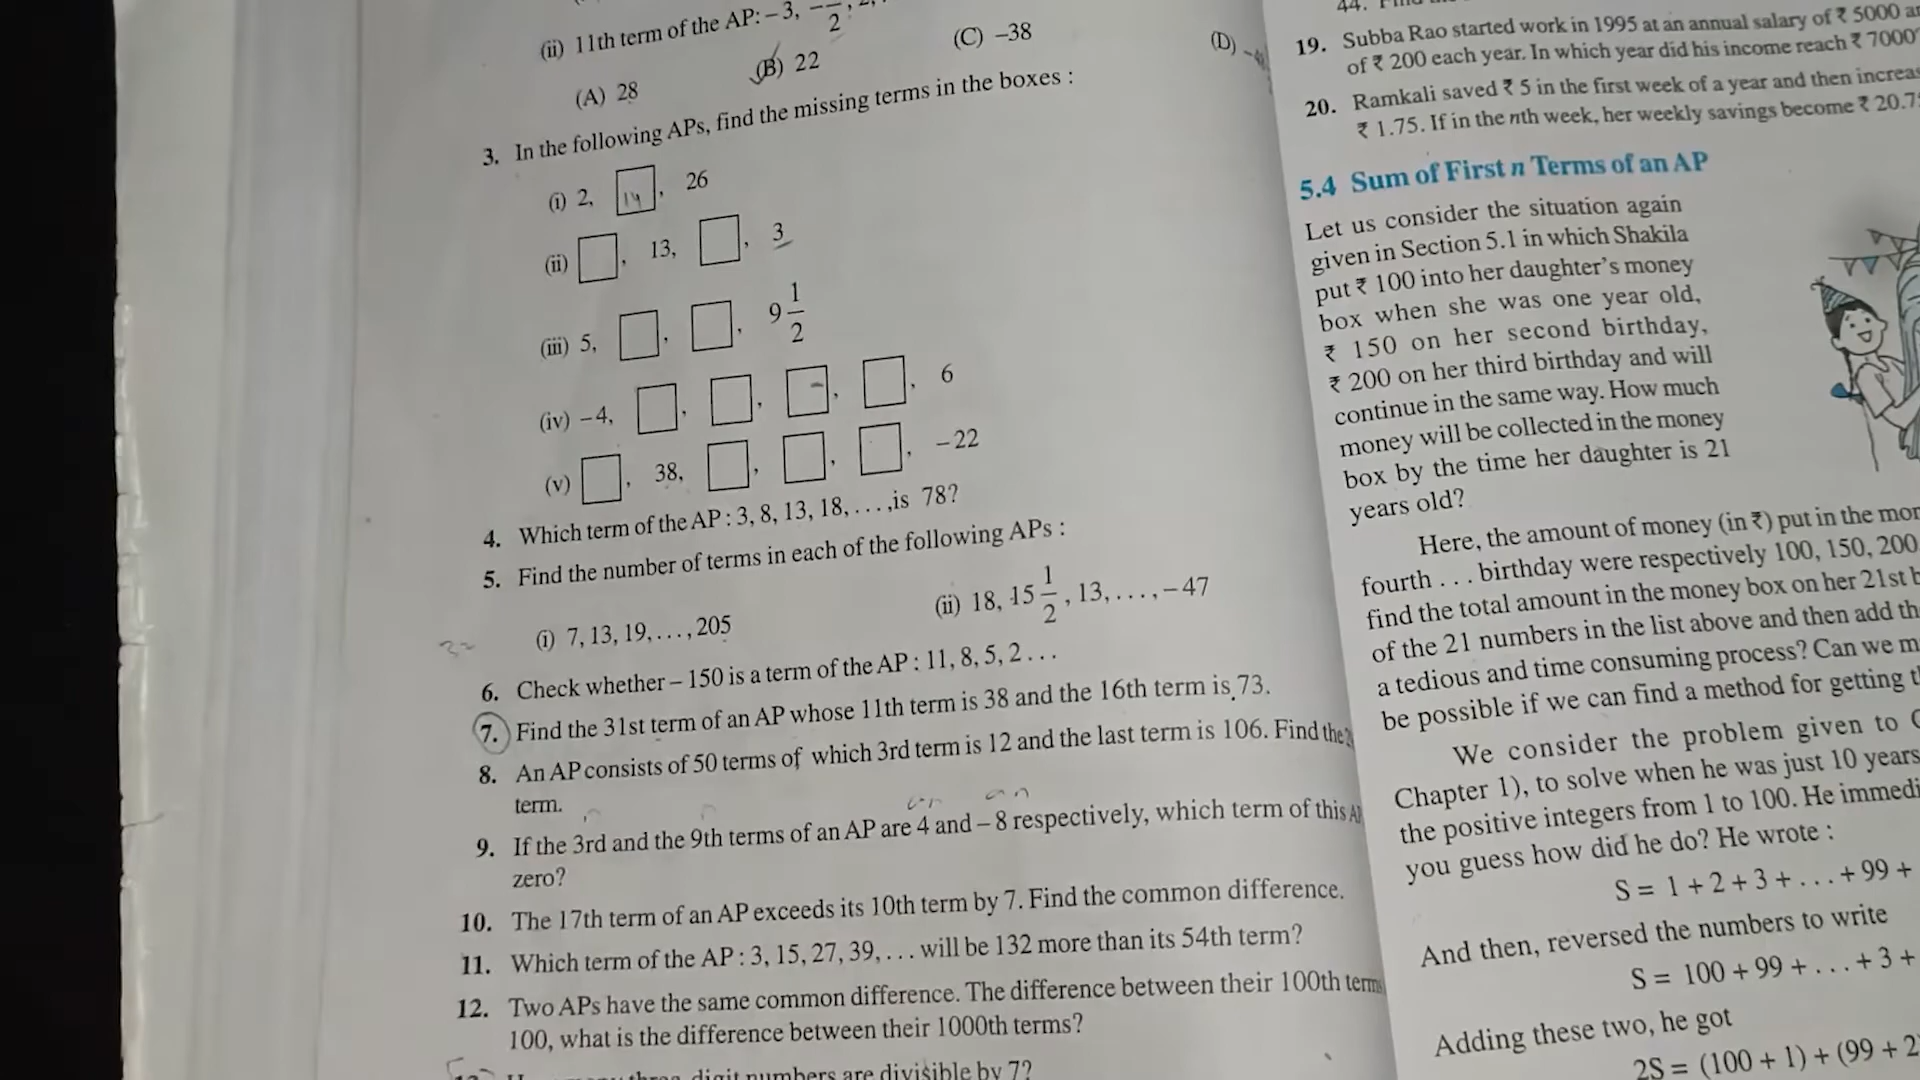 (ii) 11th term of the AP: – 3, 2
(A) 28 (B) 22 (C) –38 (D)
3. In the following APs, find the missing terms in the boxes :
(i) 2, 14, 26
(ii) , 13, , 3
(iii) 5, , , 9 1/2
(iv) – 4, , , , , 6
(v) , 38, , , , – 22
4. Which term of the AP : 3, 8, 13, 18, . . . ,is 78?
5. Find the number of terms in each of the following APs :
(i) 7, 13, 19, . . . , 205 (ii) 18, 15 1/2 , 13, . . . , – 47
6. Check whether – 150 is a term of the AP : 11, 8, 5, 2 . . .
7. Find the 31st term of an AP whose 11th term is 38 and the 16th term is 73.
8. An AP consists of 50 terms of which 3rd term is 12 and the last term is 106. Find the
term.
9. If the 3rd and the 9th terms of an AP are 4 and – 8 respectively, which term of this
zero?
10. The 17th term of an AP exceeds its 10th term by 7. Find the common difference.
11. Which term of the AP : 3, 15, 27, 39, . . . will be 132 more than its 54th term?
12. Two APs have the same common difference. The difference between their 100th
100, what is the difference between their 1000th terms?
digit numbers are divisible by 7?
44.
19. Subba Rao started work in 1995 at an annual salary of ₹ 5000
of ₹ 200 each year. In which year did his income reach ₹ 7000
20. Ramkali saved ₹ 5 in the first week of a year and then
₹ 1.75. If in the nth week, her weekly savings become ₹ 20.7
5.4 Sum of First n Terms of an AP
Let us consider the situation again
given in Section 5.1 in which Shakila
put ₹ 100 into her daughter’s money
box when she was one year old,
₹ 150 on her second birthday,
₹ 200 on her third birthday and will
continue in the same way. How much
money will be collected in the money
box by the time her daughter is 21
years old?
Here, the amount of money (in ₹) put in the
fourth . . . birthday were respectively 100, 150, 200
find the total amount in the money box on her 21st
of the 21 numbers in the list above and then add
a tedious and time consuming process? Can we
be possible if we can find a method for getting
We consider the problem given to
Chapter 1), to solve when he was just 10 years
the positive integers from 1 to 100. He
you guess how did he do? He wrote :
S = 1 + 2 + 3 + . . . + 99 +
And then, reversed the numbers to write
S = 100 + 99 + . . . + 3 +
Adding these two, he got
2S = (100 + 1) + (99 + 2